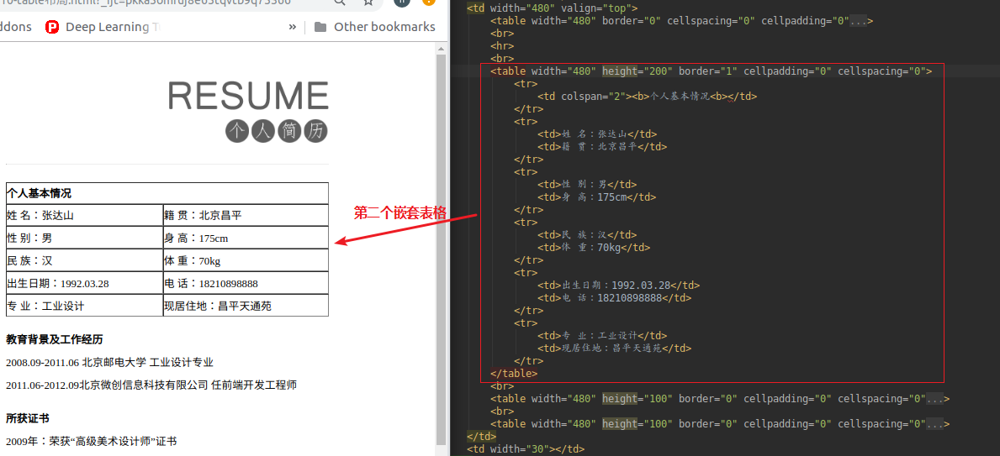 addons
Deep Learning
»
Other bookmarks
RESUME
个人简历
个人基本情况
姓 名：张达山
籍 贯：北京昌平
性 别：男
身 高：175cm
民 族：汉
体 重：70kg
出生日期：1992.03.28
电 话：18210898888
专 业：工业设计
现居住地：昌平天通苑
教育背景及工作经历
2008.09-2011.06 北京邮电大学 工业设计专业
2011.06-2012.09北京微创信息科技有限公司 任前端开发工程师
所获证书
2009年：荣获“高级美术设计师”证书
第二个嵌套表格
<td width="480" valign="top">
<table width="480" border="0" cellspacing="0" cellpadding="0"...>
<br>
<hr>
<br>
<table width="480" height="200" border="1" cellpadding="0" cellspacing="0">
<tr>
<td colspan="2"><b>个人基本情况<b></td>
</tr>
<tr>
<td>姓 名：张达山</td>
<td>籍 贯：北京昌平</td>
</tr>
<tr>
<td>性 别：男</td>
<td>身 高：175cm</td>
</tr>
<tr>
<td>民 族：汉</td>
<td>体 重：70kg</td>
</tr>
<tr>
<td>出生日期：1992.03.28</td>
<td>电 话：18210898888</td>
</tr>
<tr>
<td>专 业：工业设计</td>
<td>现居住地：昌平天通苑</td>
</tr>
</table>
<br>
<table width="480" height="100" border="0" cellpadding="0" cellspacing="0"...>
<br>
<table width="480" height="100" border="0" cellpadding="0" cellspacing="0"...>
</td>
<td width="30"></td>